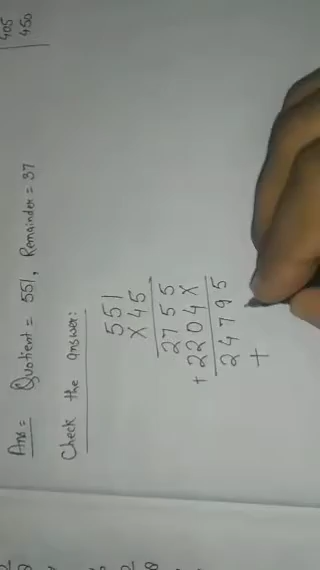 405
450
Ans = Quotient = 551, Remainder = 37
Check the answer:
551
X 45
2755
+ 2204X
24795
+